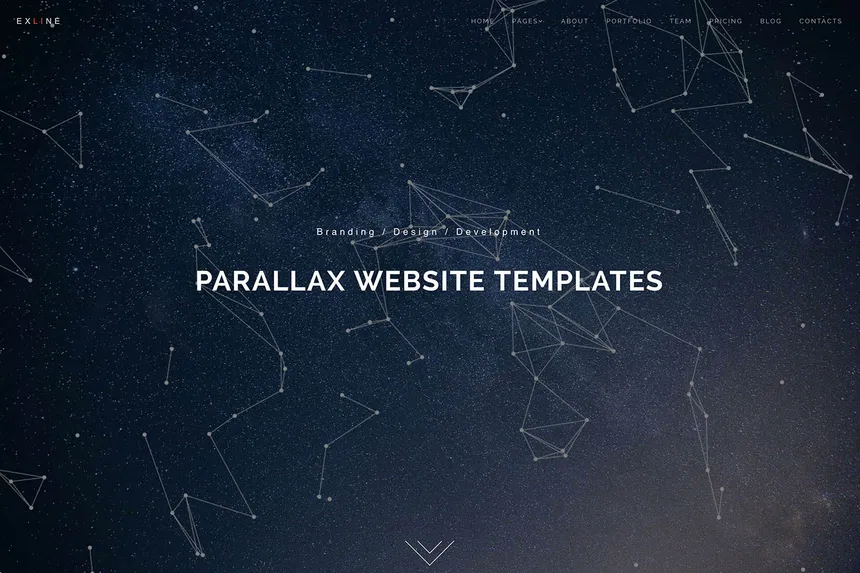 EXLINE
HOME PAGES ABOUT PORTFOLIO TEAM PRICING BLOG CONTACTS
Branding / Design / Development
PARALLAX WEBSITE TEMPLATES